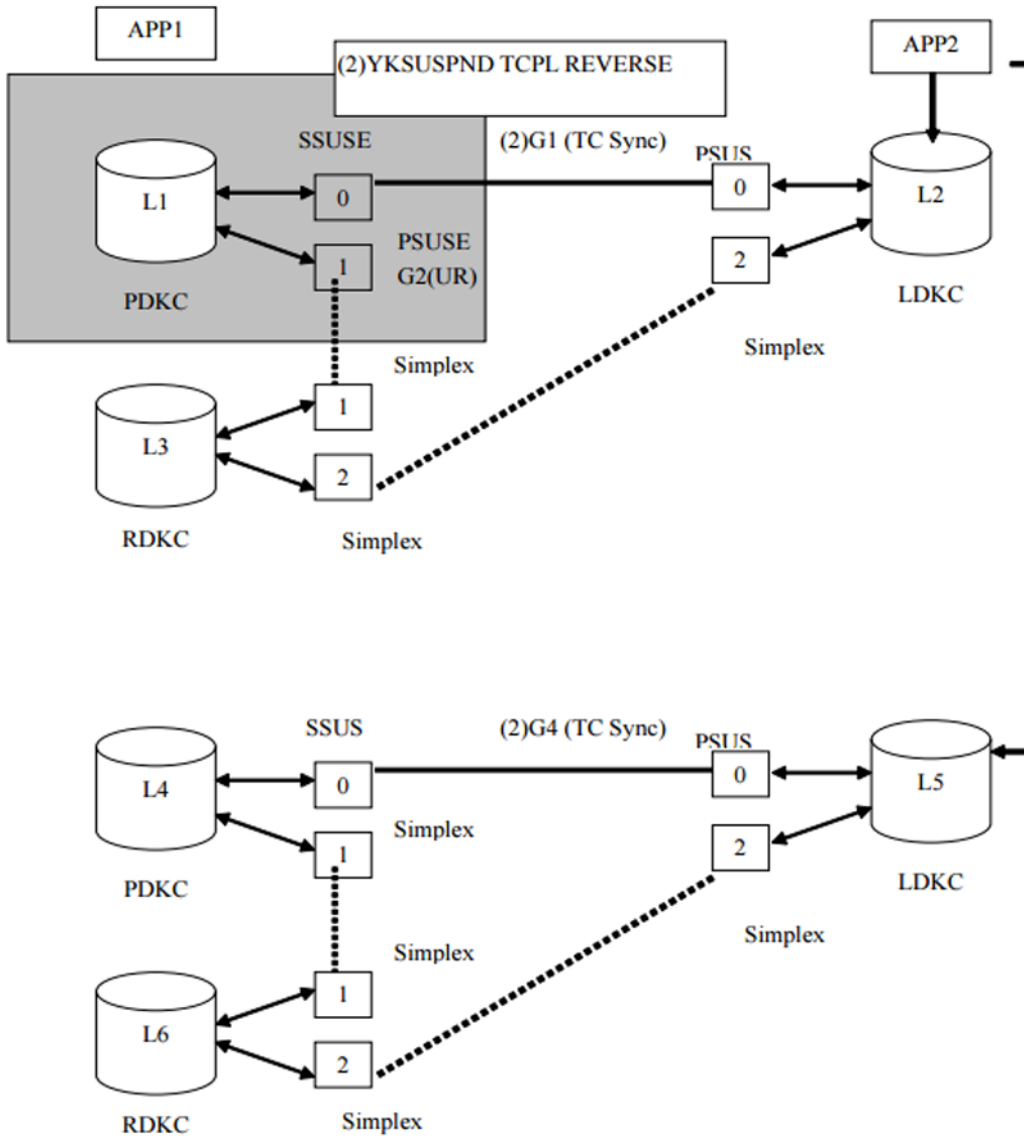 APP1
APP2
(2)YKSUSPND TCPL REVERSE
SSUSE
(2)G1 (TC Sync)
PSUS
L1
0
0
L2
PSUSE
G2(UR)
1
2
PDKC
LDKC
Simplex
Simplex
L3
1
2
RDKC
Simplex
SSUS
(2)G4 (TC Sync)
PSUS
L4
0
0
L5
Simplex
1
2
PDKC
LDKC
Simplex
Simplex
L6
1
2
RDKC
Simplex